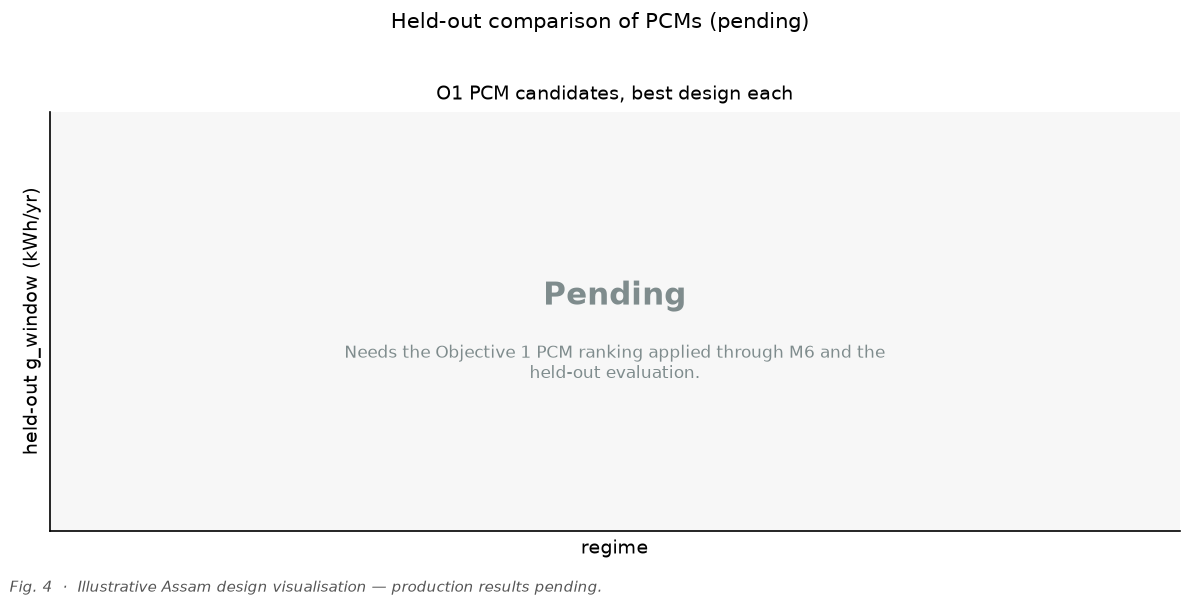 Held-out comparison of PCMs (pending)
O1 PCM candidates, best design each
held-out g_window (kWh/yr)
Pending
Needs the Objective 1 PCM ranking applied through M6 and the
held-out evaluation.
regime
Fig. 4 · Illustrative Assam design visualisation — production results pending.